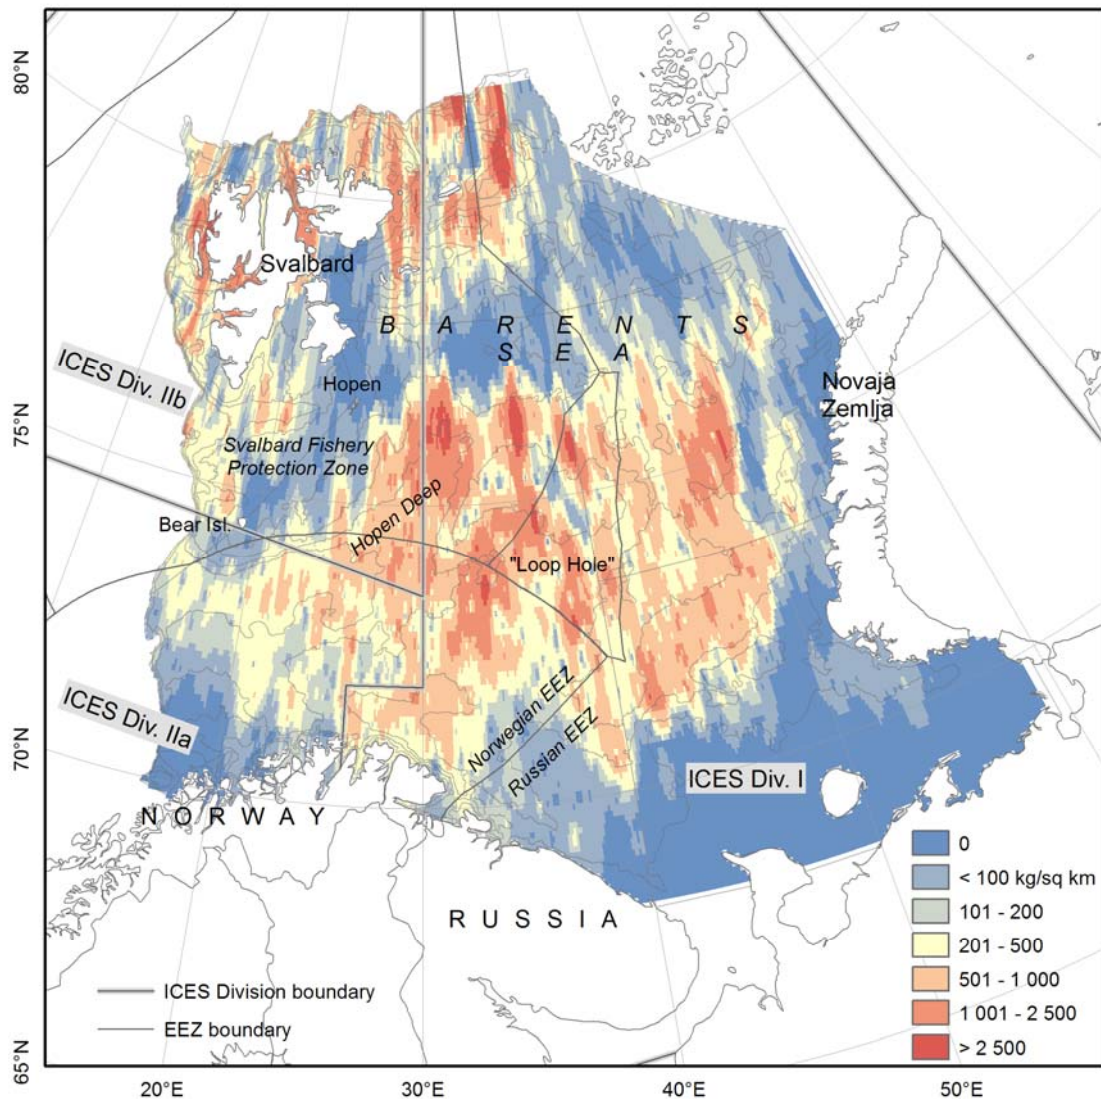 80°N
75°N
70°N
65°N
Svalbard
B A R E N T S
S E A
ICES Div. IIb
Hopen
Novaja
Zemlja
Svalbard Fishery
Protection Zone
Hopen Deep
Bear Isl.
"Loop Hole"
Norwegian EEZ
Russian EEZ
ICES Div. IIa
ICES Div. I
N O R W A Y
R U S S I A
0
< 100 kg/sq km
101 - 200
201 - 500
501 - 1 000
1 001 - 2 500
> 2 500
ICES Division boundary
EEZ boundary
20°E
30°E
40°E
50°E